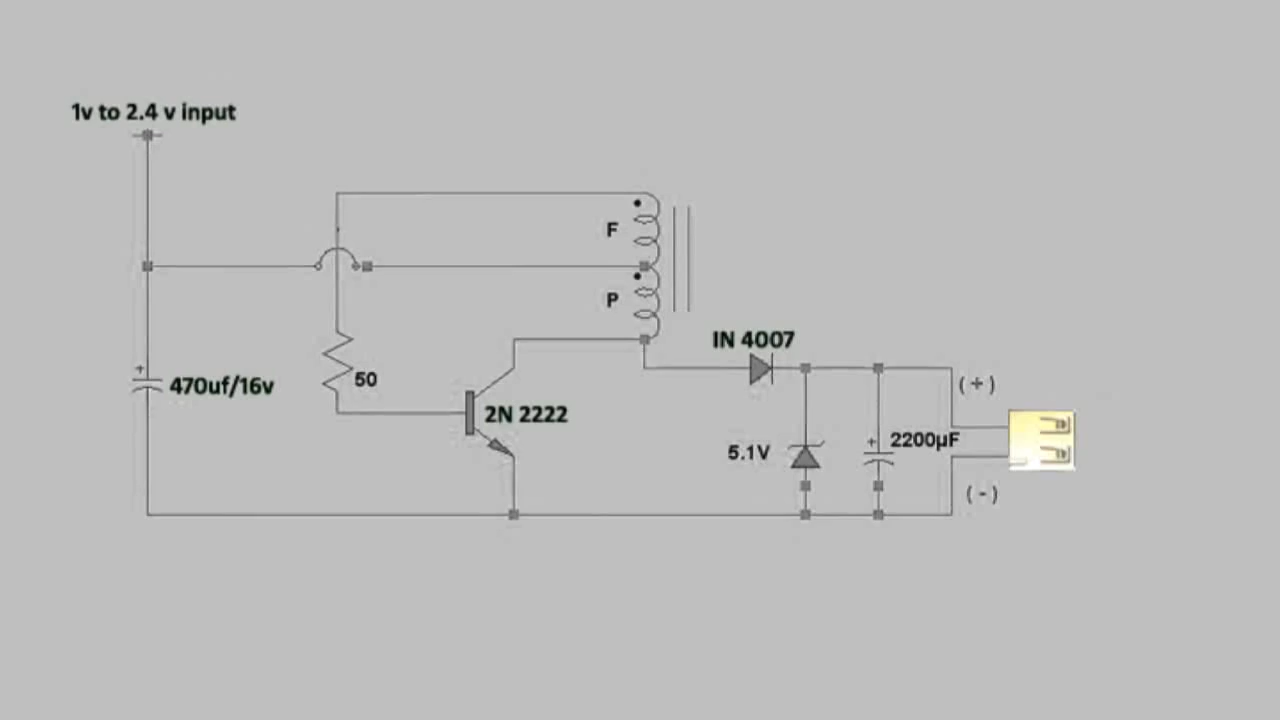 1v to 2.4 v input
F
P
IN 4007
+
470uf/16v
50
2N 2222
5.1V
+
2200µF
(+)
(-)